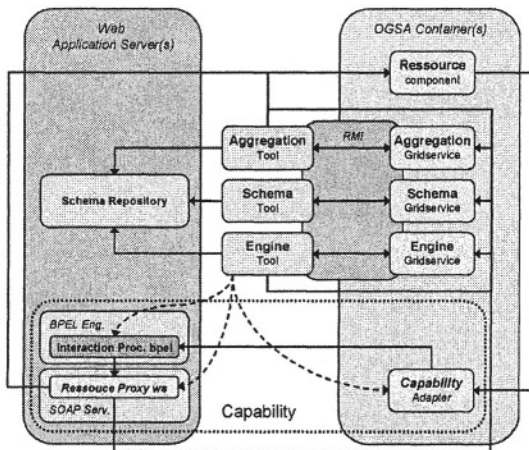 Web
Application Server(s)
OGSA Container(s)
Ressource
component
Aggregation
Tool
RMI
Aggregation
Gridservice
Schema Repository
Schema
Tool
Schema
Gridservice
Engine
Tool
Engine
Gridservice
BPEL Eng.
Interaction Proc. bpel
Ressouce Proxy ws
SOAP Serv.
Capability
Capability
Adapter